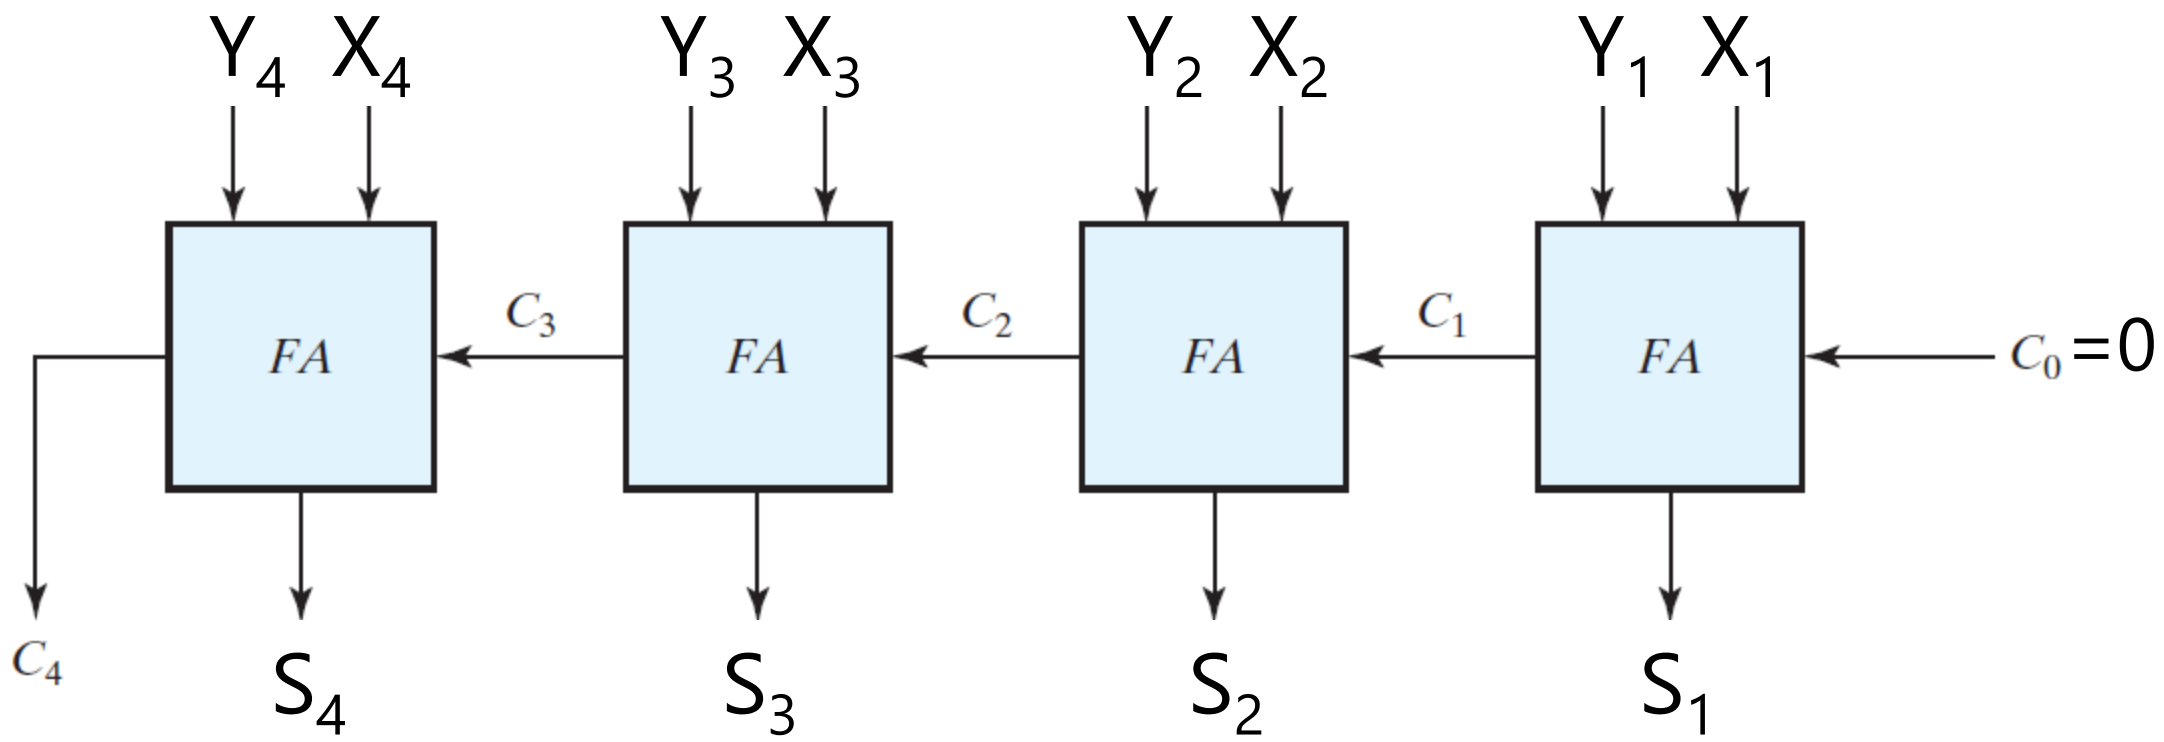 Y₄ X₄ Y₃ X₃ Y₂ X₂ Y₁ X₁
FA C₃ FA C₂ FA C₁ FA C₀ =0
C₄ S₄ S₃ S₂ S₁